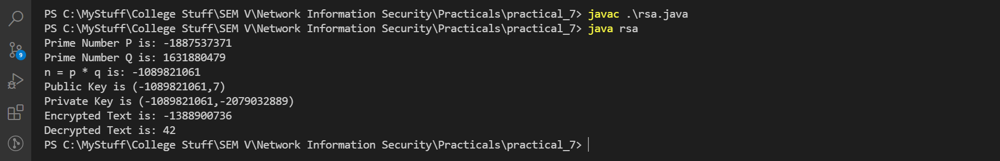 PS C:\MyStuff\College Stuff\SEM V\Network Information Security\Practicals\practical_7> javac .\rsa.java
PS C:\MyStuff\College Stuff\SEM V\Network Information Security\Practicals\practical_7> java rsa
Prime Number P is: -1887537371
Prime Number Q is: 1631880479
n = p * q is: -1089821061
Public Key is (-1089821061,7)
Private Key is (-1089821061,-2079032889)
Encrypted Text is: -1388900736
Decrypted Text is: 42
PS C:\MyStuff\College Stuff\SEM V\Network Information Security\Practicals\practical_7>
9